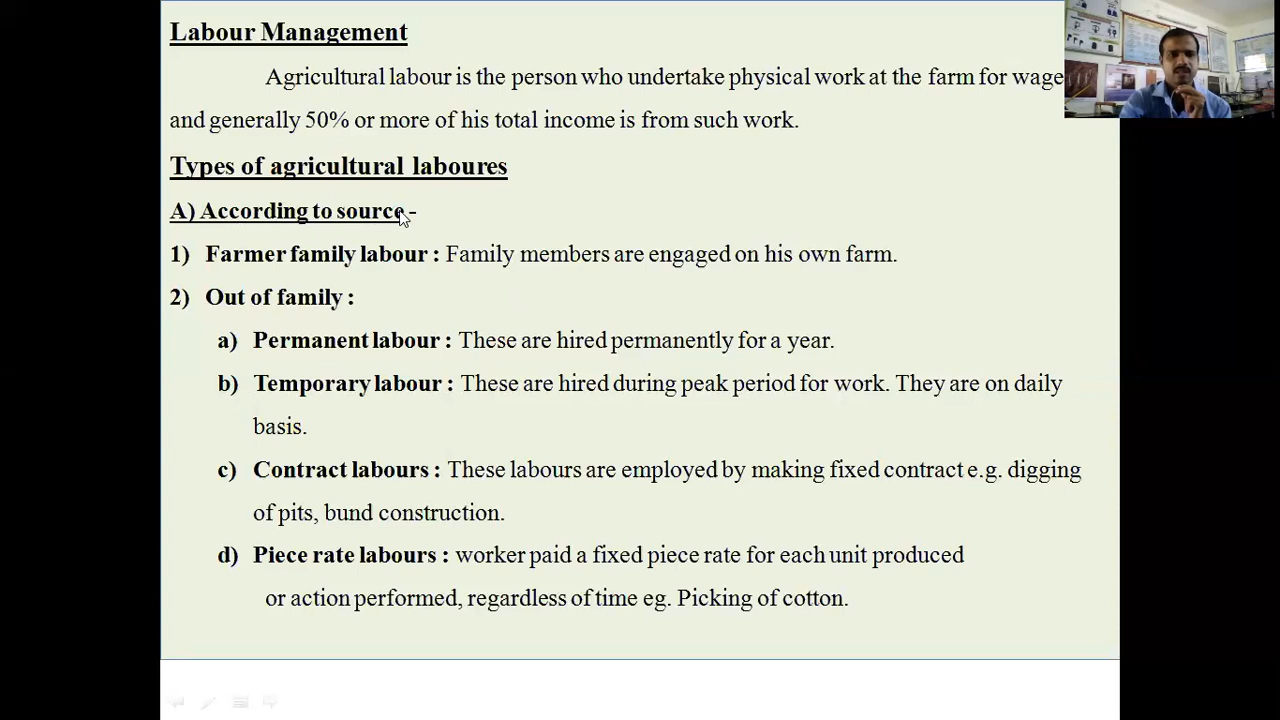 Labour Management
Agricultural labour is the person who undertake physical work at the farm for wage
and generally 50% or more of his total income is from such work.
Types of agricultural laboures
A) According to source -
1) Farmer family labour : Family members are engaged on his own farm.
2) Out of family :
a) Permanent labour : These are hired permanently for a year.
b) Temporary labour : These are hired during peak period for work. They are on daily
basis.
c) Contract labours : These labours are employed by making fixed contract e.g. digging
of pits, bund construction.
d) Piece rate labours : worker paid a fixed piece rate for each unit produced
or action performed, regardless of time eg. Picking of cotton.